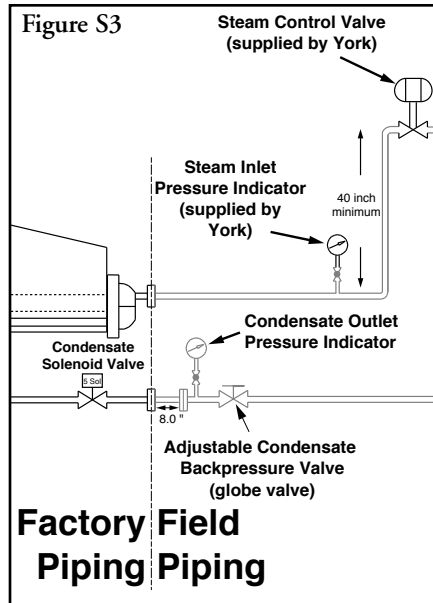 Figure S3
Steam Control Valve
(supplied by York)
Steam Inlet
Pressure Indicator
(supplied by
York)
40 inch
minimum
Condensate
Solenoid Valve
5 Sol
Condensate Outlet
Pressure Indicator
8.0 "
Adjustable Condensate
Backpressure Valve
(globe valve)
Factory
Piping
Field
Piping